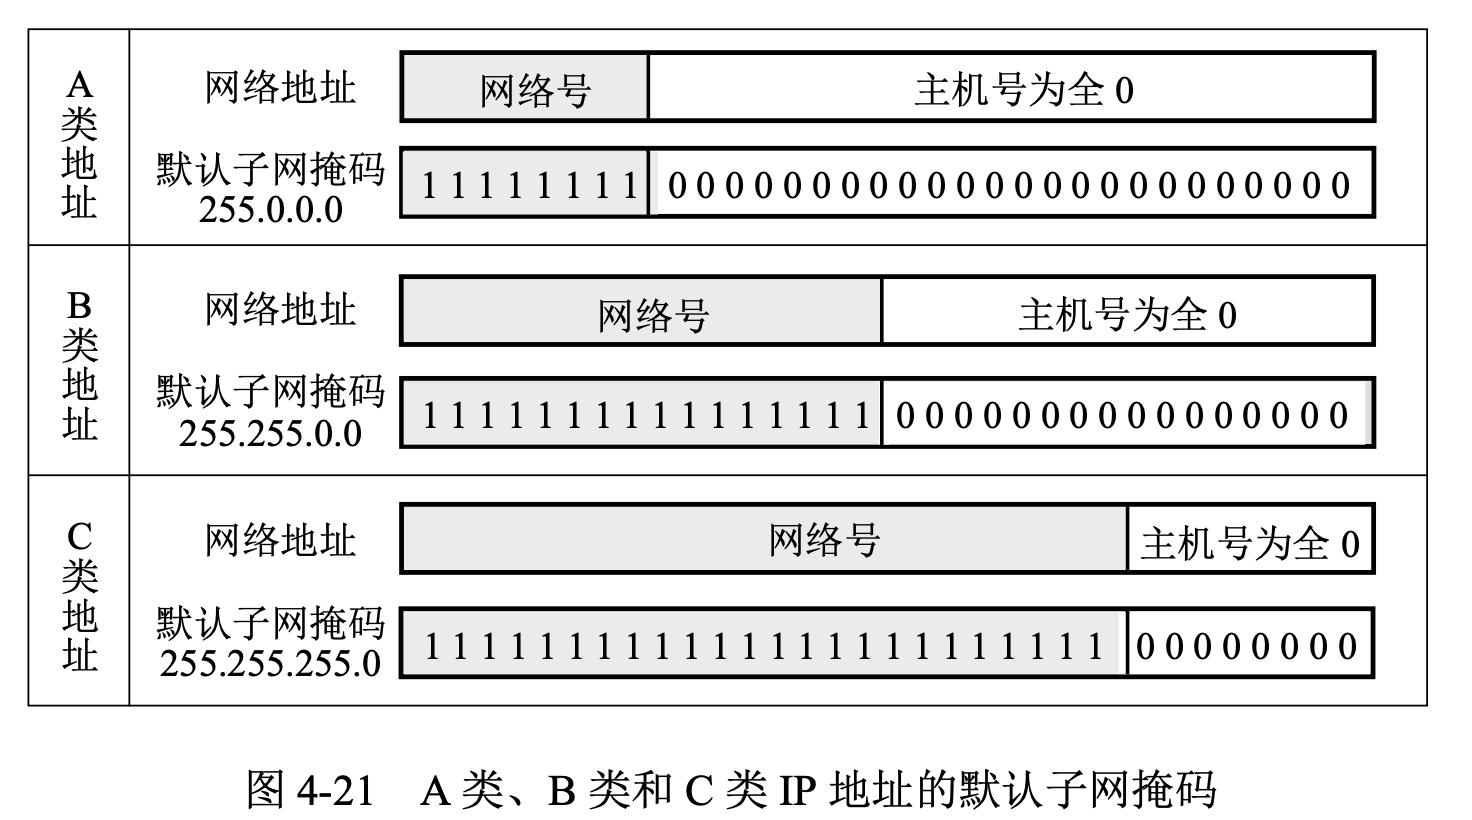 A类地址
网络地址
网络号
主机号为全 0
默认子网掩码
255.0.0.0
1 1 1 1 1 1 1 1
0 0 0 0 0 0 0 0 0 0 0 0 0 0 0 0 0 0 0 0 0 0 0 0
B类地址
网络地址
网络号
主机号为全 0
默认子网掩码
255.255.0.0
1 1 1 1 1 1 1 1 1 1 1 1 1 1 1 1
0 0 0 0 0 0 0 0 0 0 0 0 0 0 0 0
C类地址
网络地址
网络号
主机号为全 0
默认子网掩码
255.255.255.0
1 1 1 1 1 1 1 1 1 1 1 1 1 1 1 1 1 1 1 1 1 1 1 1
0 0 0 0 0 0 0 0
图 4-21 A 类、B 类和 C 类 IP 地址的默认子网掩码